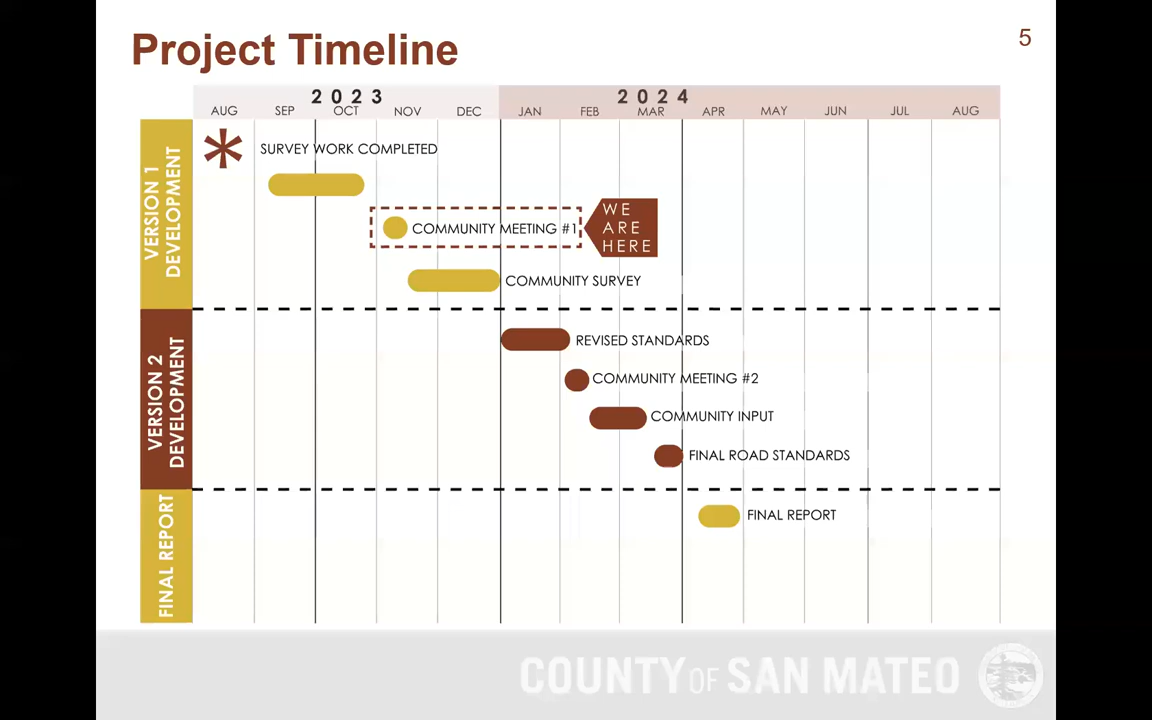 Project Timeline
5
2023
2024
AUG SEP OCT NOV DEC JAN FEB MAR APR MAY JUN JUL AUG
VERSION 1
DEVELOPMENT
* SURVEY WORK COMPLETED
COMMUNITY MEETING #1
WE
ARE
HERE
COMMUNITY SURVEY
VERSION 2
DEVELOPMENT
REVISED STANDARDS
COMMUNITY MEETING #2
COMMUNITY INPUT
FINAL ROAD STANDARDS
FINAL REPORT
FINAL REPORT
COUNTY OF SAN MATEO